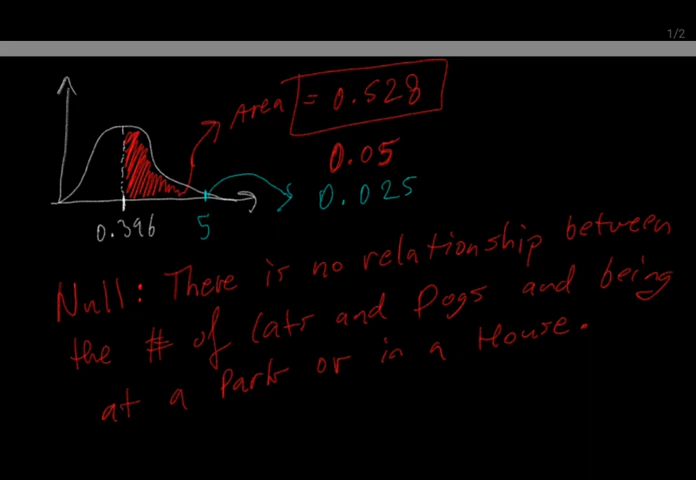 1/2
Area = 0.528
0.05
0.025
0.396
5
Null: There is no relationship between
the # of Cats and Dogs and being
at a Park or in a House.